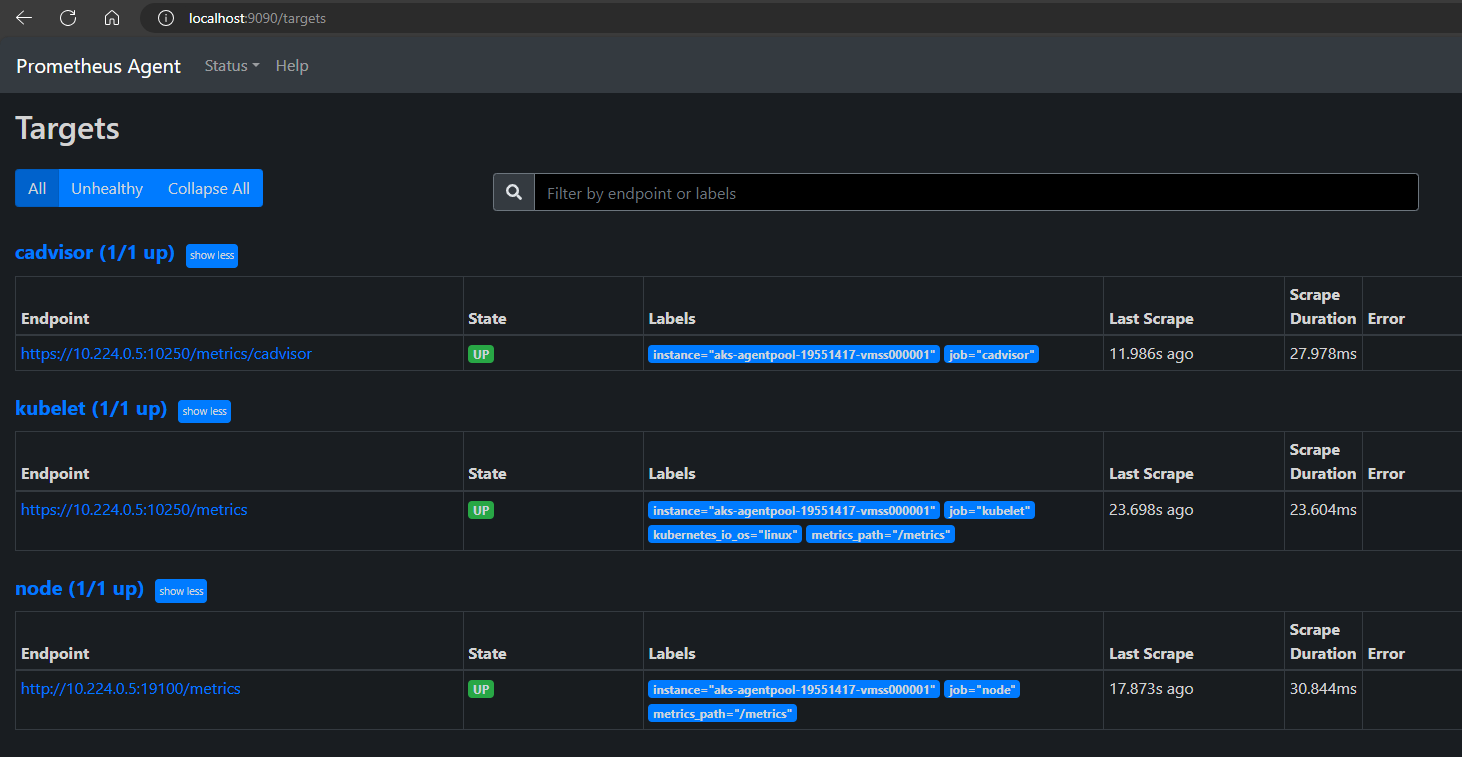 localhost:9090/targets
Prometheus Agent Status Help
Targets
All Unhealthy Collapse All Filter by endpoint or labels
cadvisor (1/1 up) show less
Endpoint State Labels Last Scrape Scrape Duration Error
https://10.224.0.5:10250/metrics/cadvisor UP instance="aks-agentpool-19551417-vmss000001" job="cadvisor" 11.986s ago 27.978ms
kubelet (1/1 up) show less
Endpoint State Labels Last Scrape Scrape Duration Error
https://10.224.0.5:10250/metrics UP instance="aks-agentpool-19551417-vmss000001" job="kubelet" 23.698s ago 23.604ms
kubernetes_io_os="linux" metrics_path="/metrics"
node (1/1 up) show less
Endpoint State Labels Last Scrape Scrape Duration Error
http://10.224.0.5:19100/metrics UP instance="aks-agentpool-19551417-vmss000001" job="node" 17.873s ago 30.844ms
metrics_path="/metrics"